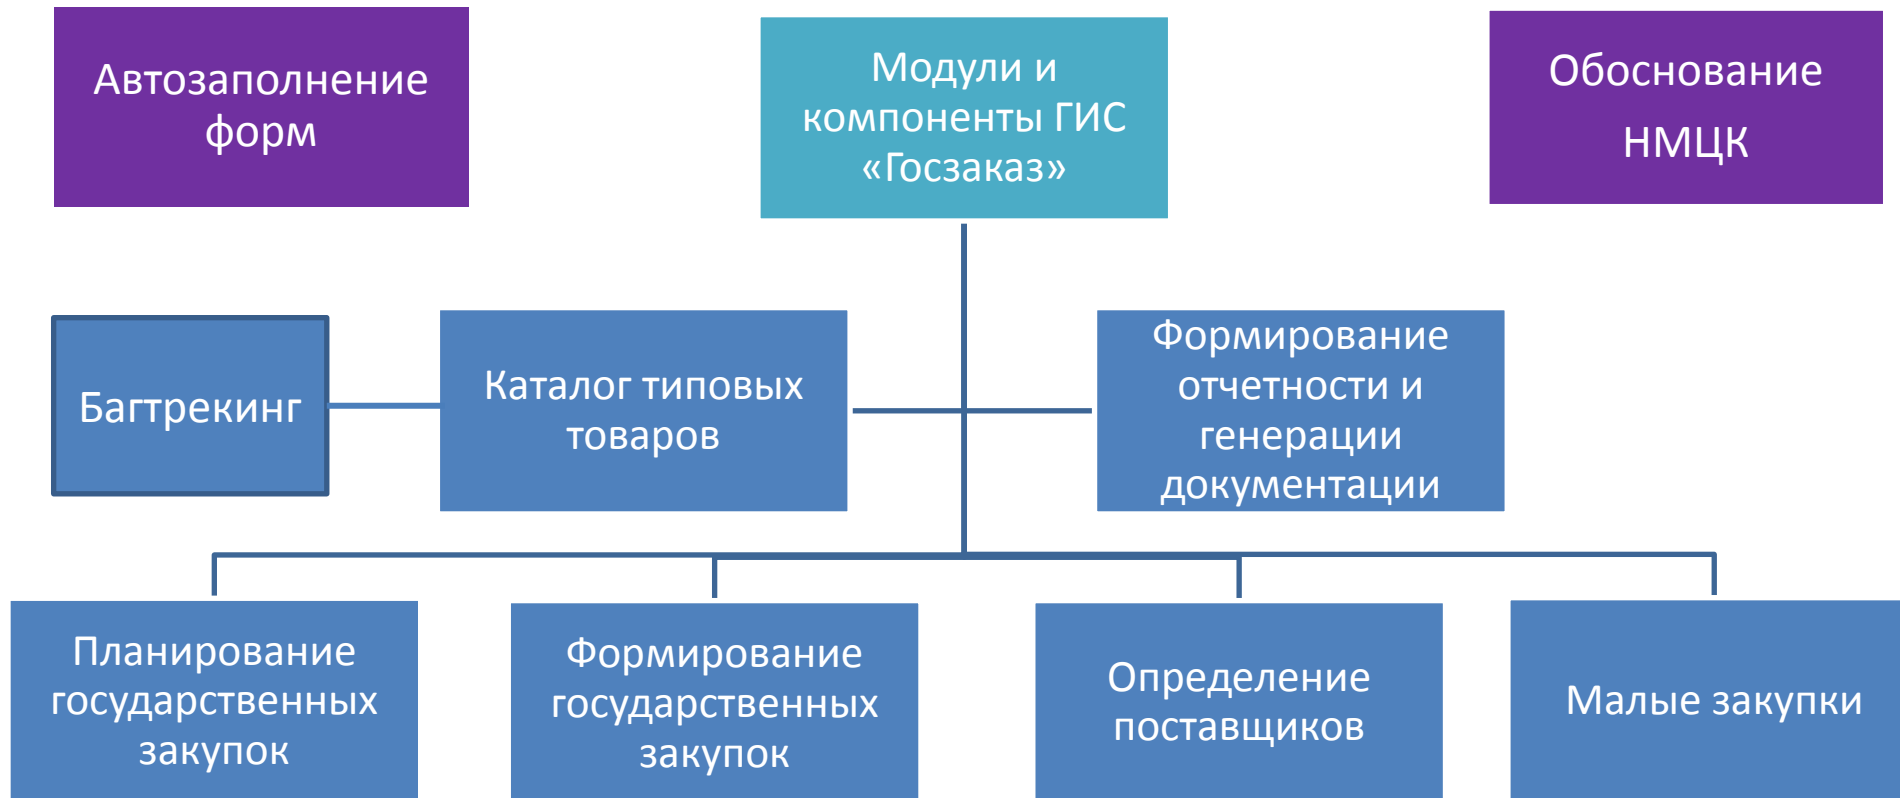 Автозаполнение
форм
Модули и
компоненты ГИС
«Госзаказ»
Обоснование
НМЦК
Багтрекинг
Каталог типовых
товаров
Формирование
отчетности и
генерации
документации
Планирование
государственных
закупок
Формирование
государственных
закупок
Определение
поставщиков
Малые закупки